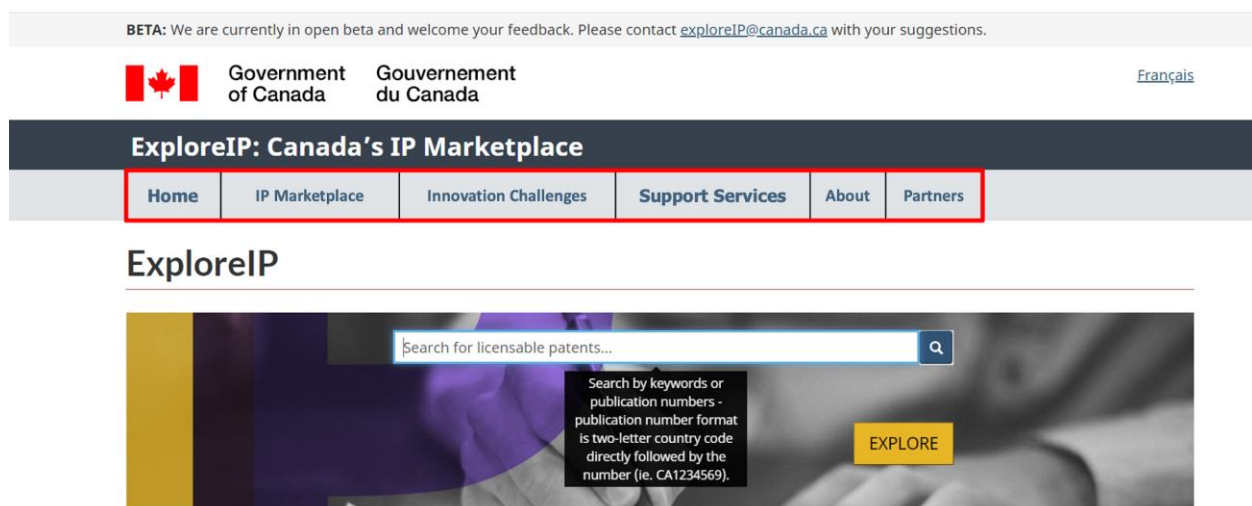 BETA: We are currently in open beta and welcome your feedback. Please contact exploreIP@canada.ca with your suggestions.
Government Gouvernement
of Canada du Canada
Français
ExploreIP: Canada's IP Marketplace
Home IP Marketplace Innovation Challenges Support Services About Partners
ExploreIP
Search for licensable patents...
Search by keywords or
publication numbers -
publication number format
is two-letter country code
directly followed by the
number (ie. CA1234569).
EXPLORE